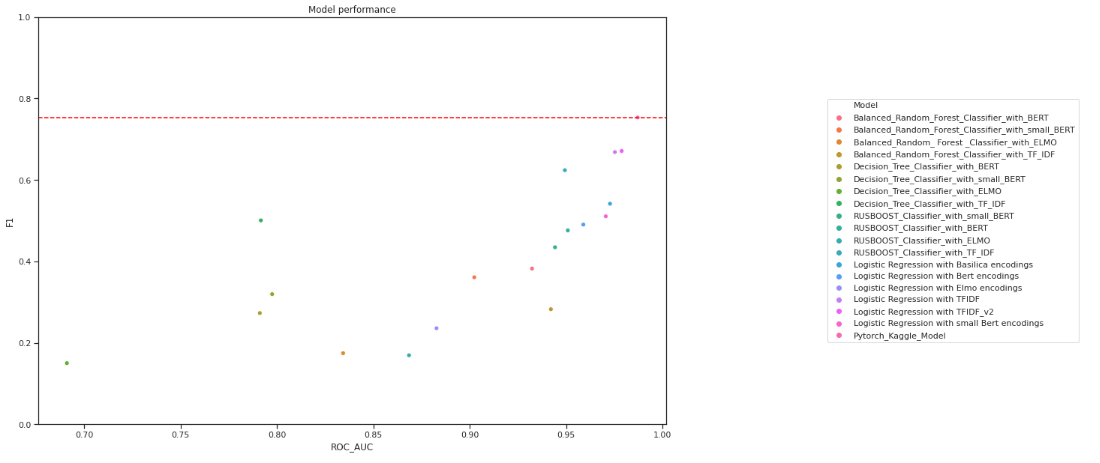 Model performance
1.0
0.8
0.6
0.4
0.2
0.0
F1
0.70
0.75
0.80
0.85
0.90
0.95
1.00
ROC_AUC
Model
Balanced_Random_Forest_Classifier_with_BERT
Balanced_Random_Forest_Classifier_with_small_BERT
Balanced_Random_ Forest _Classifier_with_ELMO
Balanced_Random_Forest_Classifier_with_TF_IDF
Decision_Tree_Classifier_with_BERT
Decision_Tree_Classifier_with_small_BERT
Decision_Tree_Classifier_with_ELMO
Decision_Tree_Classifier_with_TF_IDF
RUSBOOST_Classifier_with_small_BERT
RUSBOOST_Classifier_with_BERT
RUSBOOST_Classifier_with_ELMO
RUSBOOST_Classifier_with_TF_IDF
Logistic Regression with Basilica encodings
Logistic Regression with Bert encodings
Logistic Regression with Elmo encodings
Logistic Regression with TFIDF
Logistic Regression with TFIDF_v2
Logistic Regression with small Bert encodings
Pytorch_Kaggle_Model